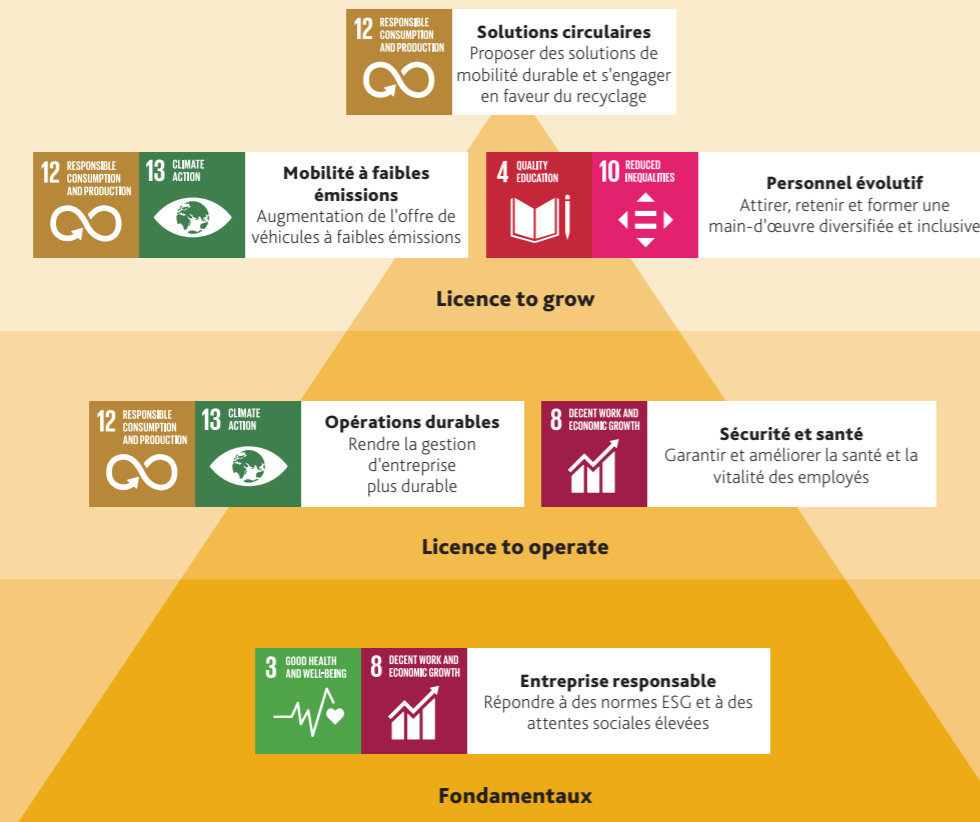 12 RESPONSIBLE
CONSUMPTION
AND PRODUCTION
Solutions circulaires
Proposer des solutions de
mobilité durable et s'engager
en faveur du recyclage
12 RESPONSIBLE
CONSUMPTION
AND PRODUCTION
13 CLIMATE
ACTION
Mobilité à faibles
émissions
Augmentation de l'offre de
véhicules à faibles émissions
4 QUALITY
EDUCATION
10 REDUCED
INEQUALITIES
Personnel évolutif
Attirer, retenir et former une
main-d'œuvre diversifiée et inclusive
Licence to grow
12 RESPONSIBLE
CONSUMPTION
AND PRODUCTION
13 CLIMATE
ACTION
Opérations durables
Rendre la gestion
d'entreprise
plus durable
8 DECENT WORK AND
ECONOMIC GROWTH
Sécurité et santé
Garantir et améliorer la santé et la
vitalité des employés
Licence to operate
3 GOOD HEALTH
AND WELL-BEING
8 DECENT WORK AND
ECONOMIC GROWTH
Entreprise responsable
Répondre à des normes ESG et à des
attentes sociales élevées
Fondamentaux